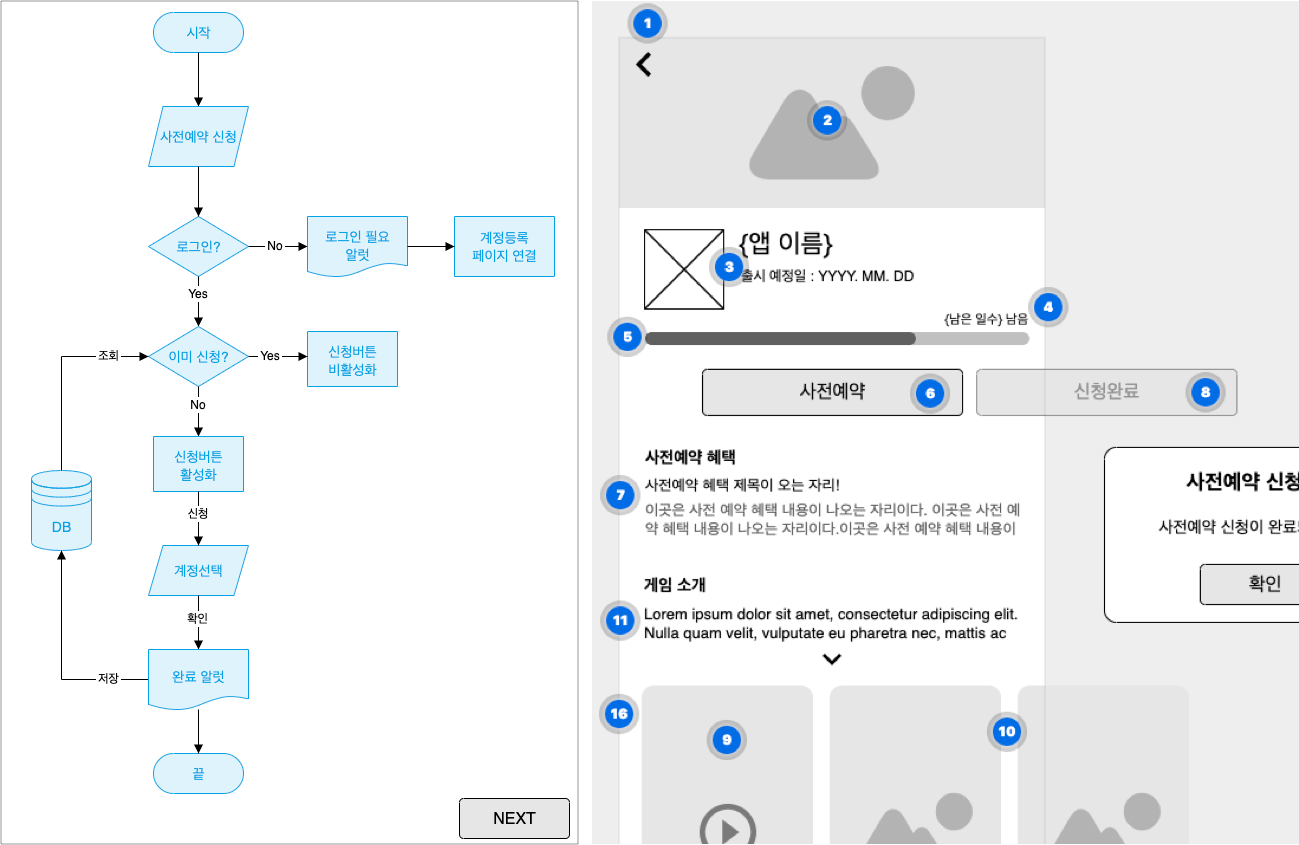 시작
사전예약 신청
로그인?
No
로그인 필요
알럿
계정등록
페이지 연결
Yes
조회
이미 신청?
Yes
신청버튼
비활성화
No
신청버튼
활성화
DB
신청
계정선택
확인
저장
완료 알럿
끝
NEXT
1
2
{앱 이름}
3
출시 예정일 : YYYY. MM. DD
4
{남은 일수} 남음
5
사전예약
6
신청완료
8
사전예약 혜택
7
사전예약 혜택 제목이 오는 자리!
이곳은 사전 예약 혜택 내용이 나오는 자리이다. 이곳은 사전 예
약 혜택 내용이 나오는 자리이다.이곳은 사전 예약 혜택 내용이
사전예약 신청
사전예약 신청이 완료
확인
게임 소개
11
Lorem ipsum dolor sit amet, consectetur adipiscing elit.
Nulla quam velit, vulputate eu pharetra nec, mattis ac
16
9
10